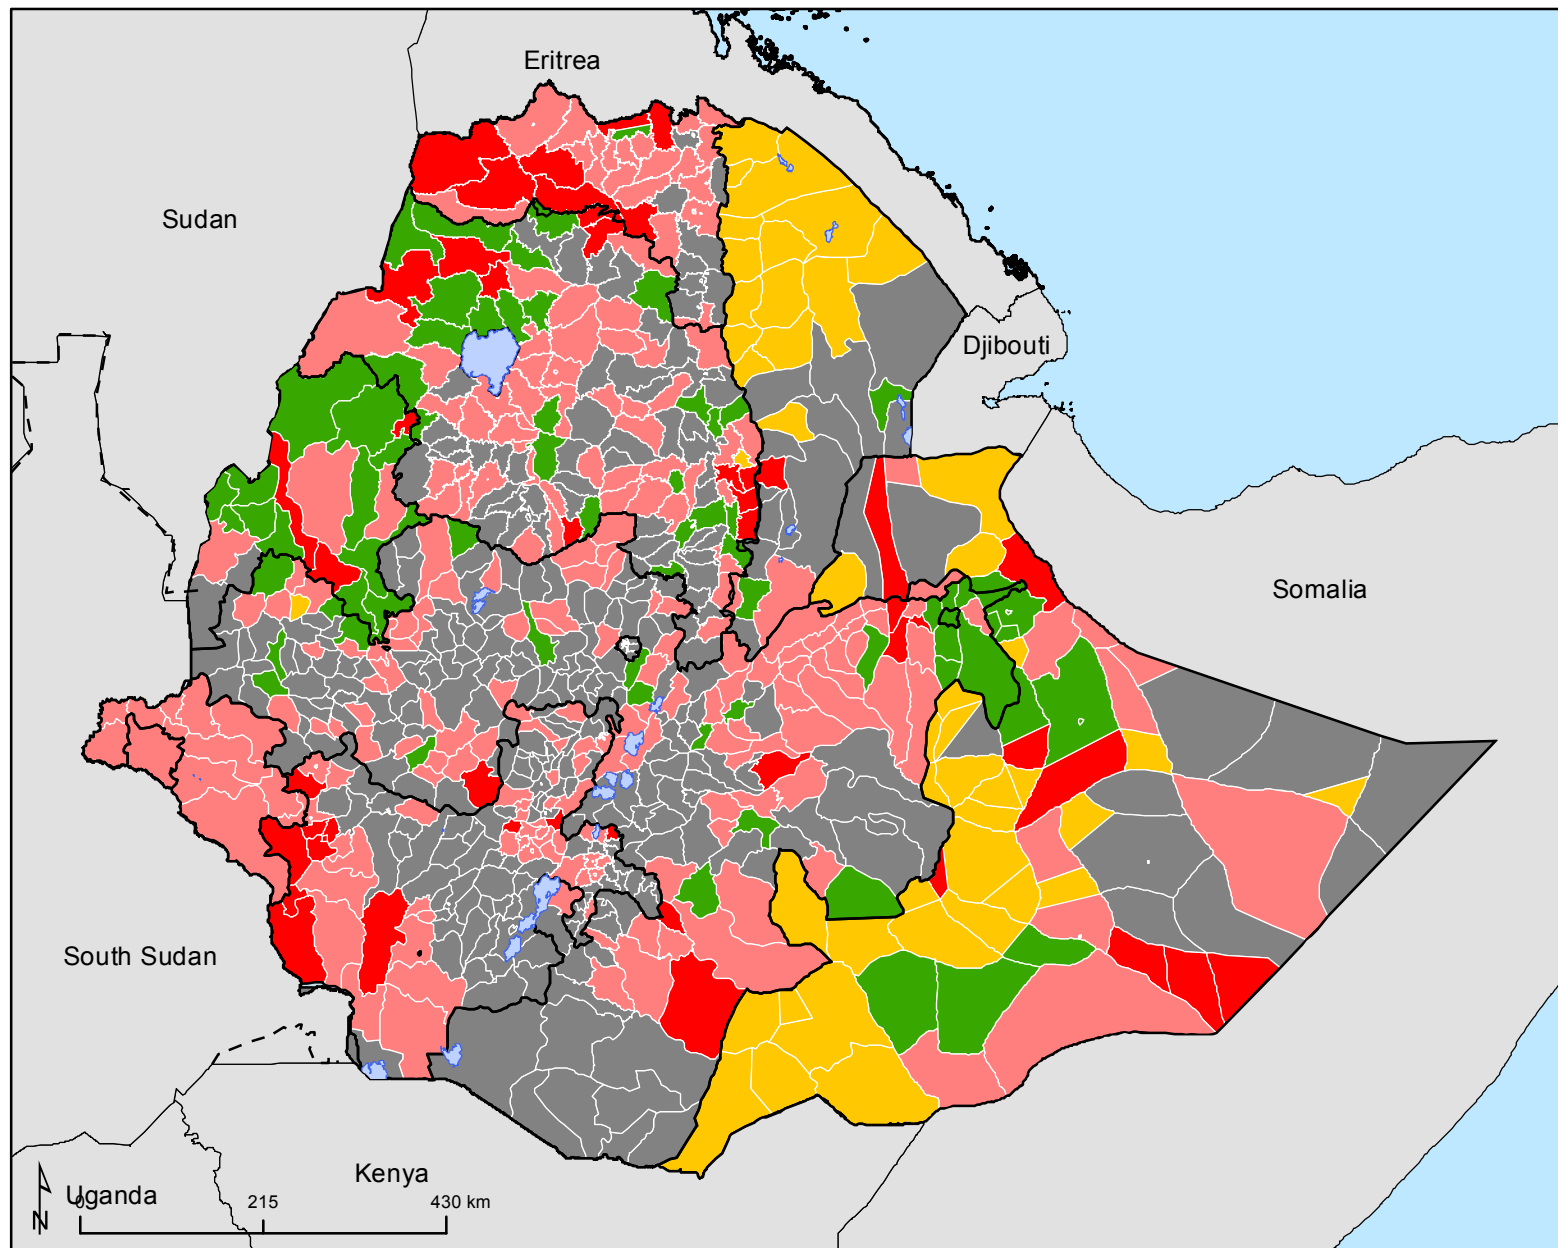 Eritrea
Sudan
Djibouti
Somalia
South Sudan
Kenya
Uganda
0 215 430 km
N